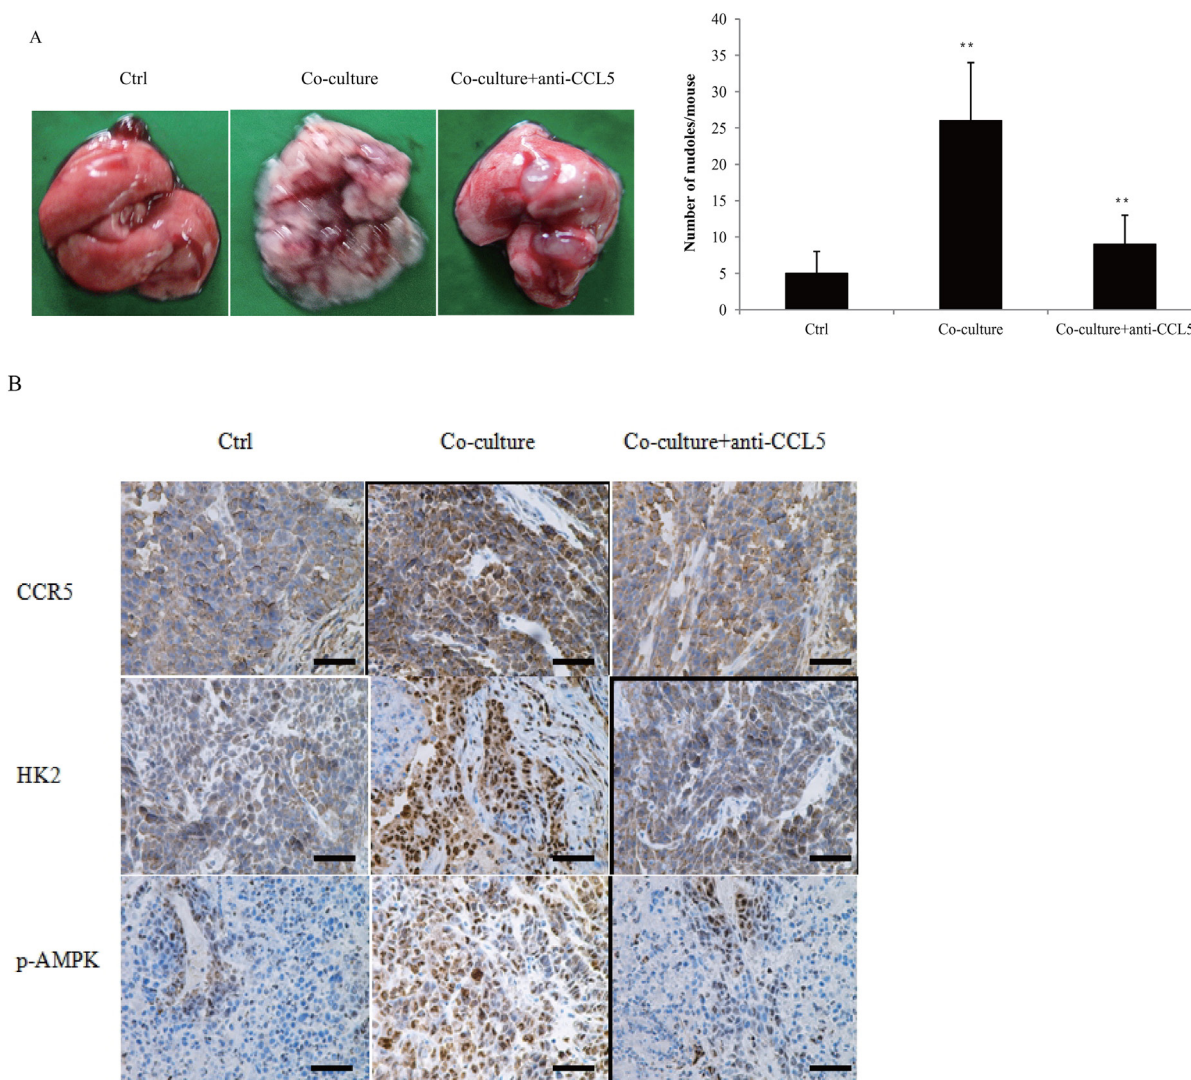 A
Ctrl
Co-culture
Co-culture+anti-CCL5
Number of nudoles/mouse
40
35
30
25
20
15
10
5
0
**
**
Ctrl
Co-culture
Co-culture+anti-CCL5
B
Ctrl
Co-culture
Co-culture+anti-CCL5
CCR5
HK2
p-AMPK